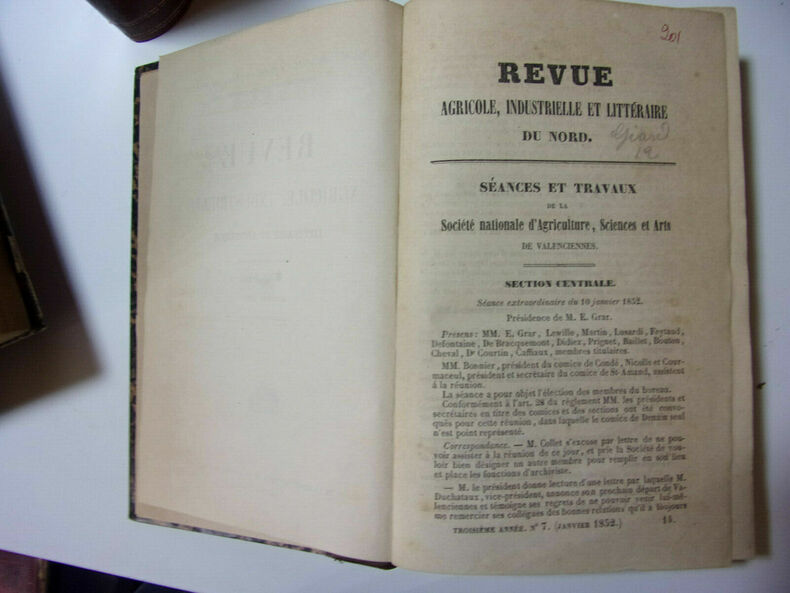 201
REVUE
AGRICOLE, INDUSTRIELLE ET LITTÉRAIRE
DU NORD.
Giard
SÉANCES ET TRAVAUX
DE LA
Société nationale d'Agriculture, Sciences et Arts
DE VALENCIENNES.
SECTION CENTRALE.
Séance extraordinaire du 10 janvier 1852.
Présidence de M. E. Grar.
Présens: MM. E. Grar, Lewille, Martin, Lusardi, Feytaud,
Defontaine, De Bracquemont, Didiez, Prignet, Baillet, Bouton,
Cheval, Dr Courtin, Caffiaux, membres titulaires.
MM. Bonnier, président du comice de Condé, Nicolle et Cour-
maceul, président et secrétaire du comice de St-Amand, assistent
à la réunion.
La séance a pour objet l'élection des membres du bureau.
Conformément à l'art. 28 du règlement MM. les présidents et
secrétaires en titre des comices et des sections ont été convo-
qués pour cette réunion, dans laquelle le comice de Denain seul
n'est point représenté.
Correspondance. — M. Collet s'excuse par lettre de ne pou-
voir assister à la réunion de ce jour, et prie la Société de vou-
loir bien désigner un autre membre pour remplir en son lieu
et place les fonctions d'archiviste.
— M. le président donne lecture d'une lettre par laquelle M.
Duchataux, vice-président, annonce son prochain départ de Va-
lenciennes et témoigne ses regrets de ne pouvoir venir lui-mê-
me remercier ses collègues des bonnes relations qu'il a toujours
TROISIÈME ANNÉE. N° 7. (JANVIER 1852.) 15.